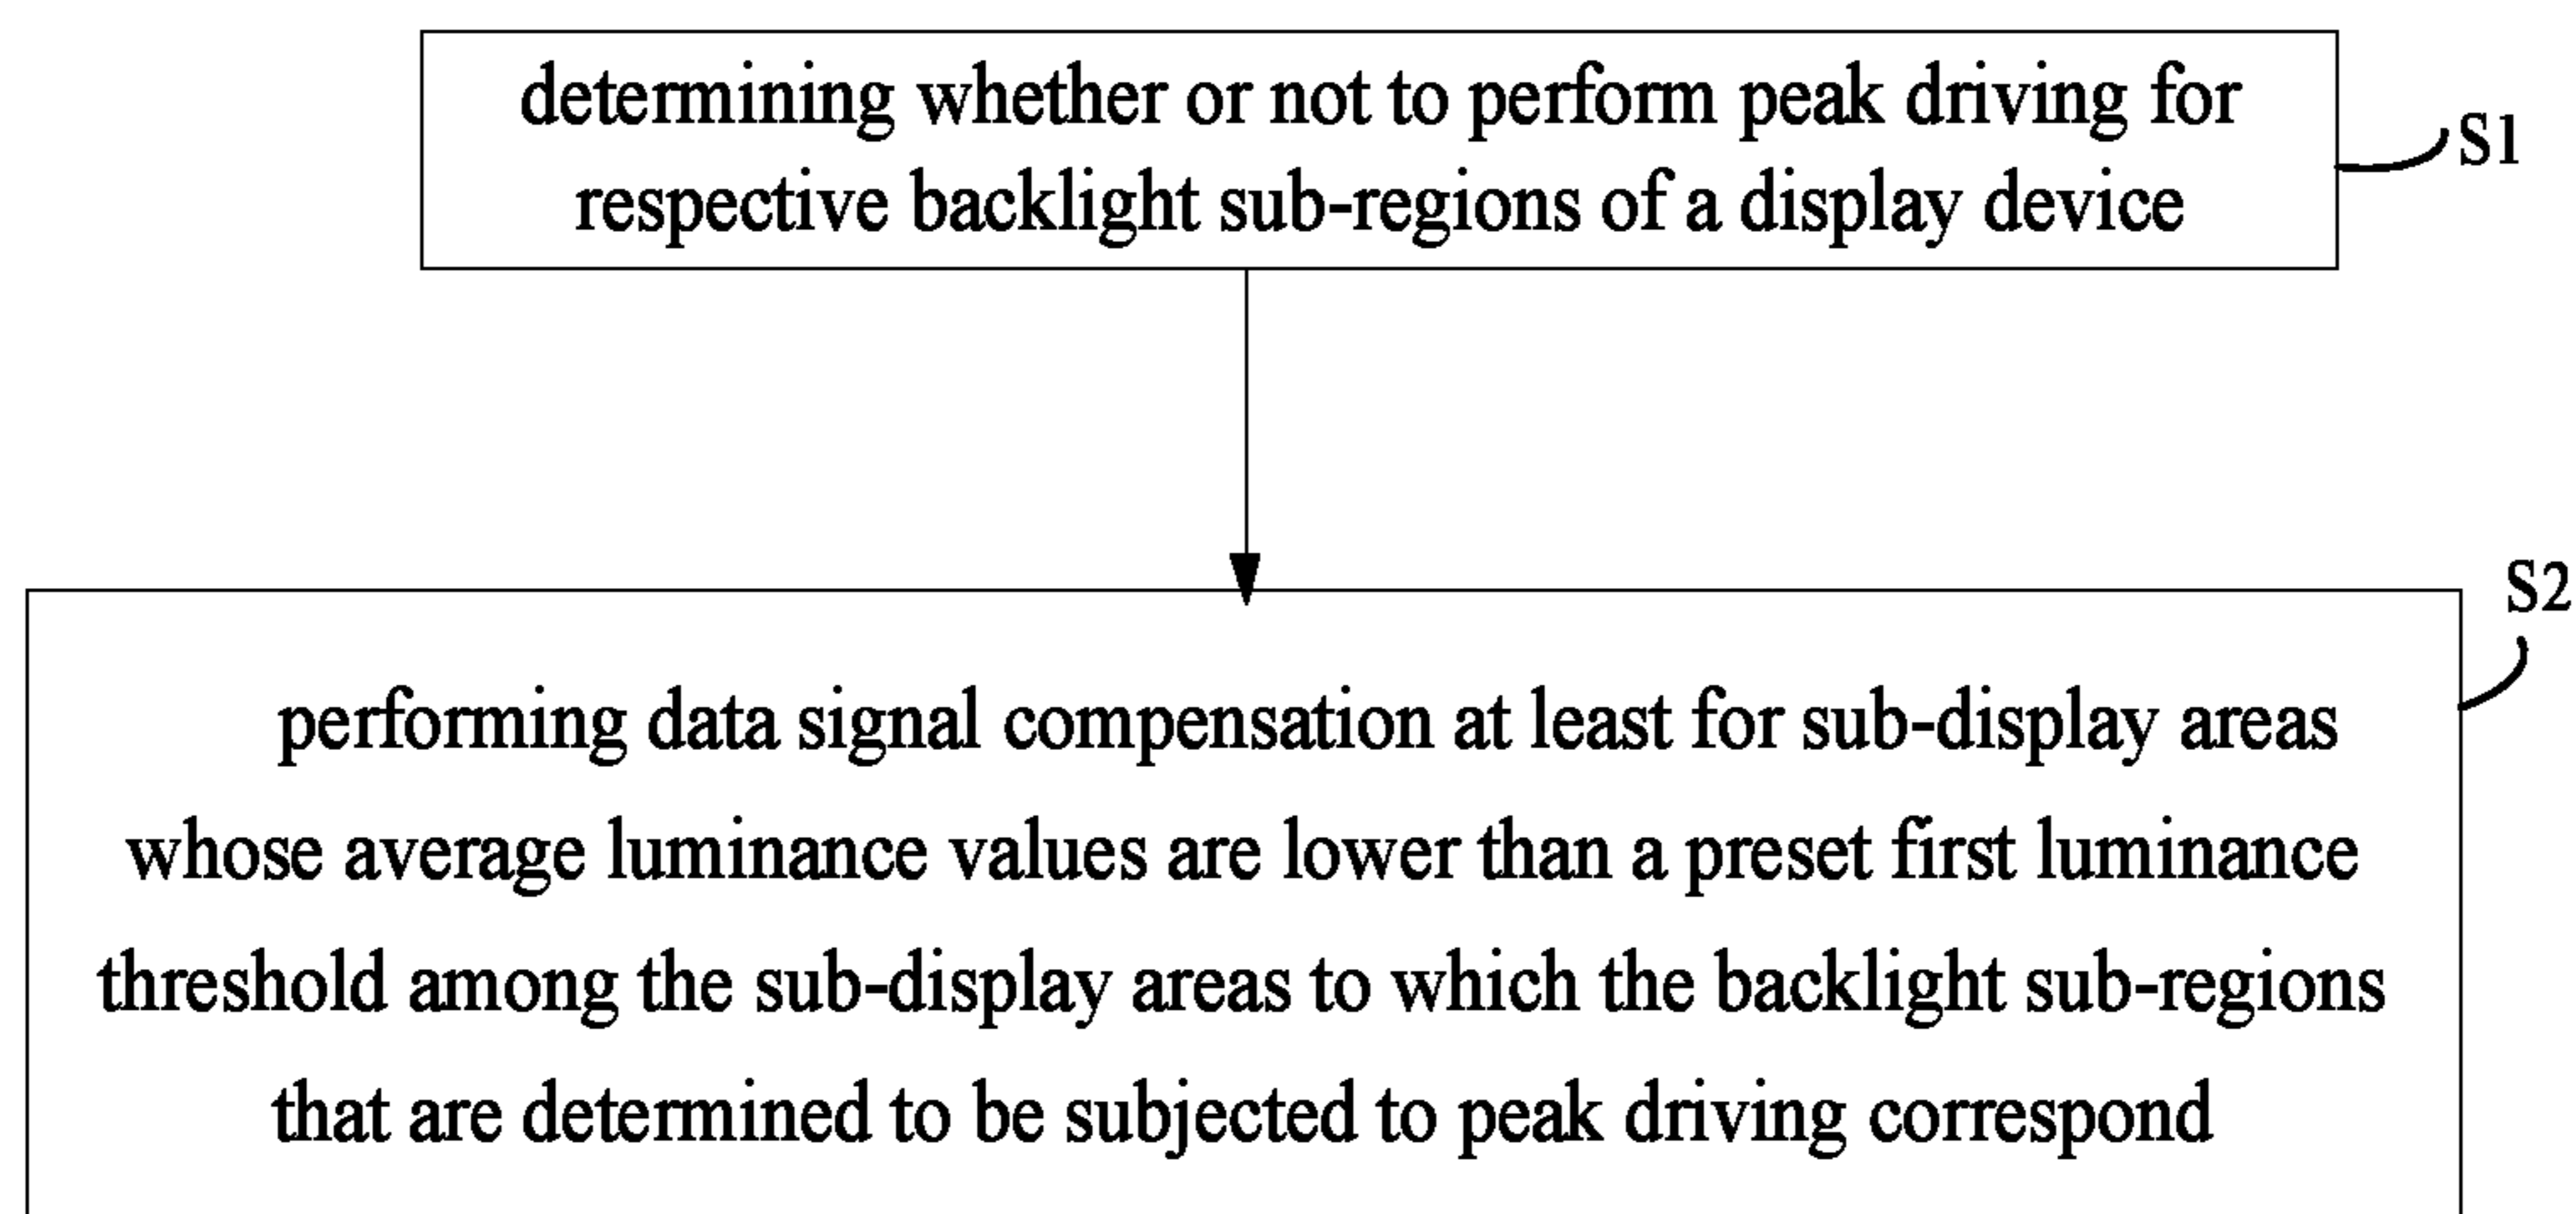 determining whether or not to perform peak driving for
respective backlight sub-regions of a display device
S1
S2
performing data signal compensation at least for sub-display areas
whose average luminance values are lower than a preset first luminance
threshold among the sub-display areas to which the backlight sub-regions
that are determined to be subjected to peak driving correspond